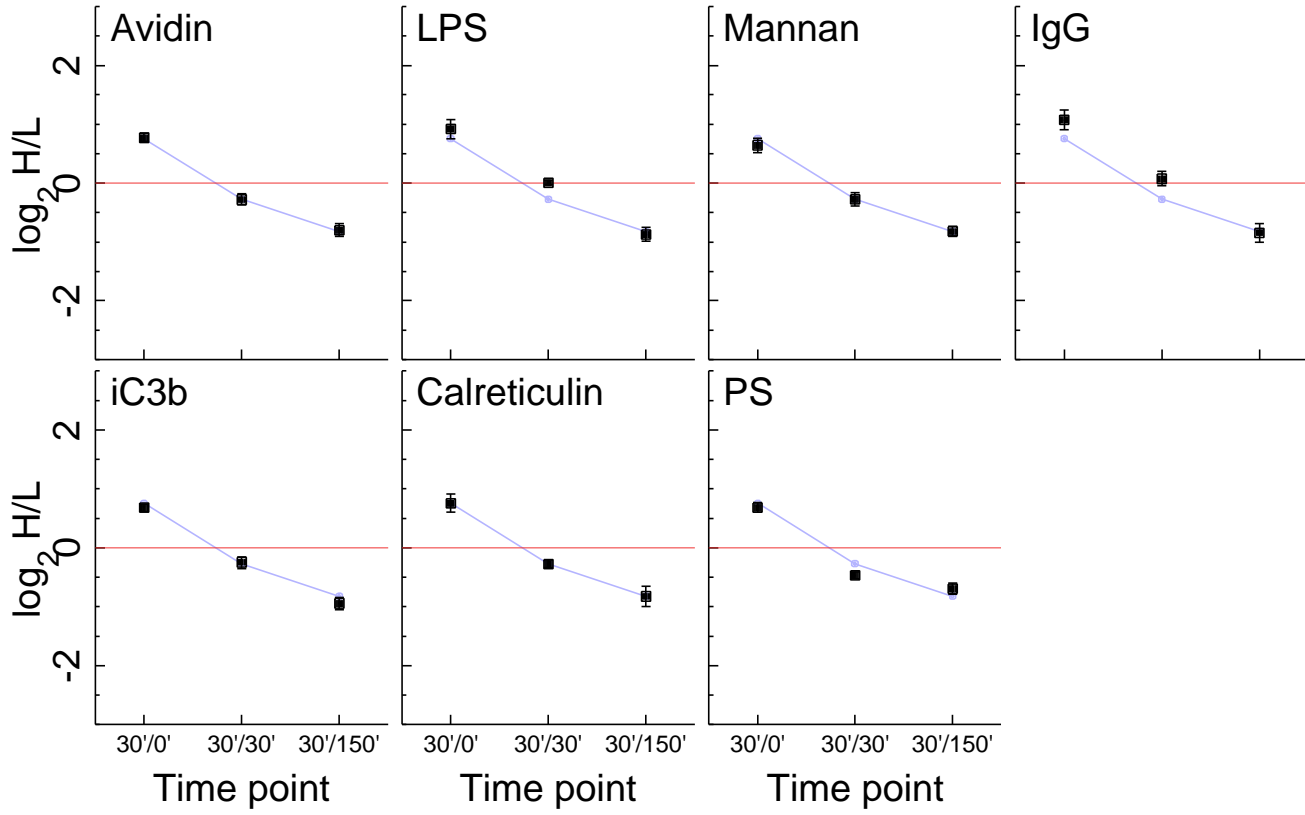 Avidin
LPS
Mannan
IgG
log2 H/L
2
0
-2
iC3b
Calreticulin
PS
log2 H/L
2
0
-2
30'/0' 30'/30' 30'/150'
30'/0' 30'/30' 30'/150'
30'/0' 30'/30' 30'/150'
Time point
Time point
Time point